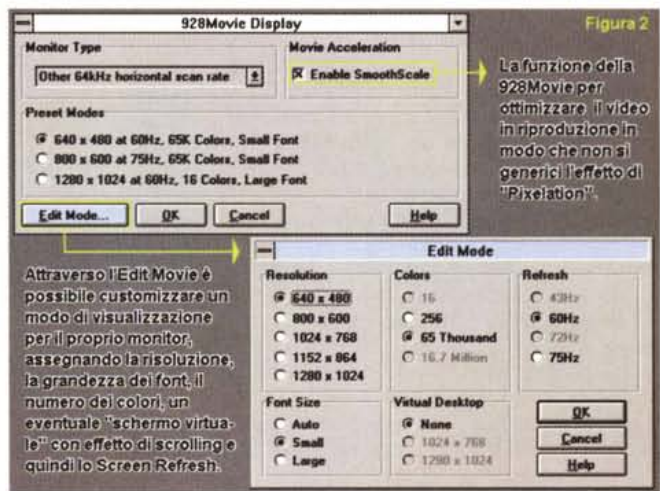 928Movie Display
Figura 2
Monitor Type
Other 64kHz horizontal scan rate
Movie Acceleration
Enable SmoothScale
La funzione della
928Movie per
ottimizzare il video
in riproduzione in
modo che non si
generici l'effetto di
"Pixelation".
Preset Modes
640 x 480 at 60Hz, 65K Colors, Small Font
800 x 600 at 75Hz, 65K Colors, Small Font
1280 x 1024 at 60Hz, 16 Colors, Large Font
Edit Mode... OK Cancel Help
Attraverso l'Edit Movie è
possibile customizzare un
modo di visualizzazione
per il proprio monitor,
assegnando la risoluzione,
la grandezza dei font, il
numero dei colori, un
eventuale "schermo virtua-
le" con effetto di scrolling e
quindi lo Screen Refresh.
Edit Mode
Resolution
640 x 480
800 x 600
1024 x 768
1152 x 864
1280 x 1024
Colors
16
256
65 Thousand
16.7 Million
Refresh
43Hz
60Hz
72Hz
75Hz
Font Size
Auto
Small
Large
Virtual Desktop
None
1024 x 768
1280 x 1024
OK
Cancel
Help